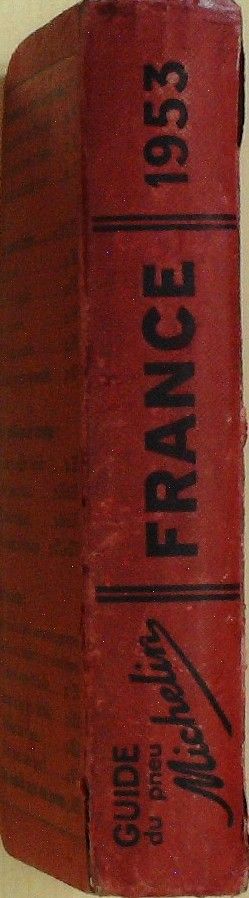 GUIDE
du pneu
Michelin
FRANCE
1953